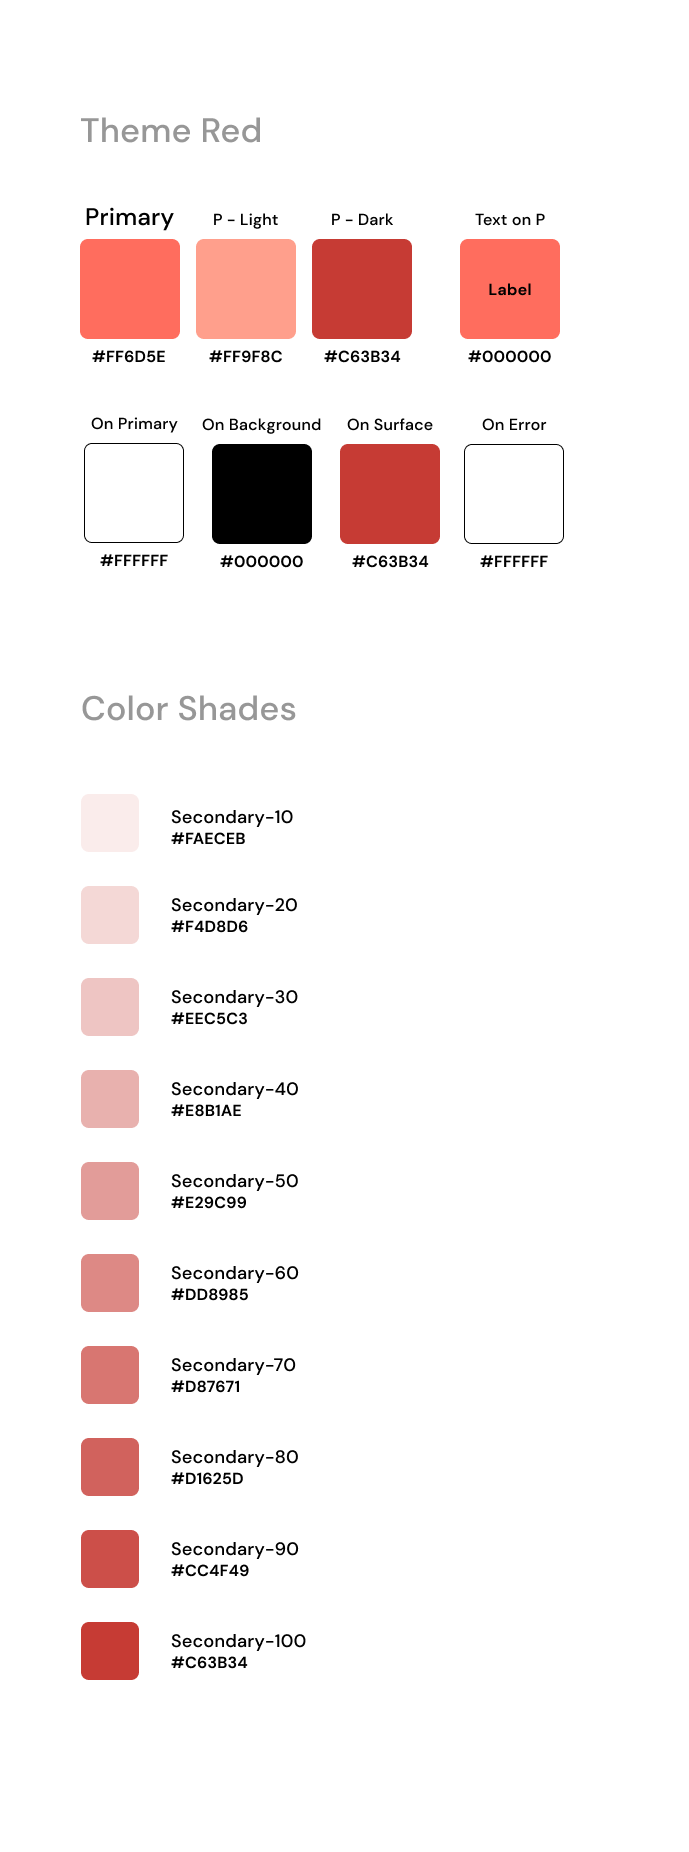 Theme Red
Primary
P - Light
P - Dark
Text on P
Label
#FF6D5E
#FF9F8C
#C63B34
#000000
On Primary
On Background
On Surface
On Error
#FFFFFF
#000000
#C63B34
#FFFFFF
Color Shades
Secondary-10
#FAECEB
Secondary-20
#F4D8D6
Secondary-30
#EEC5C3
Secondary-40
#E8B1AE
Secondary-50
#E29C99
Secondary-60
#DD8985
Secondary-70
#D87671
Secondary-80
#D1625D
Secondary-90
#CC4F49
Secondary-100
#C63B34